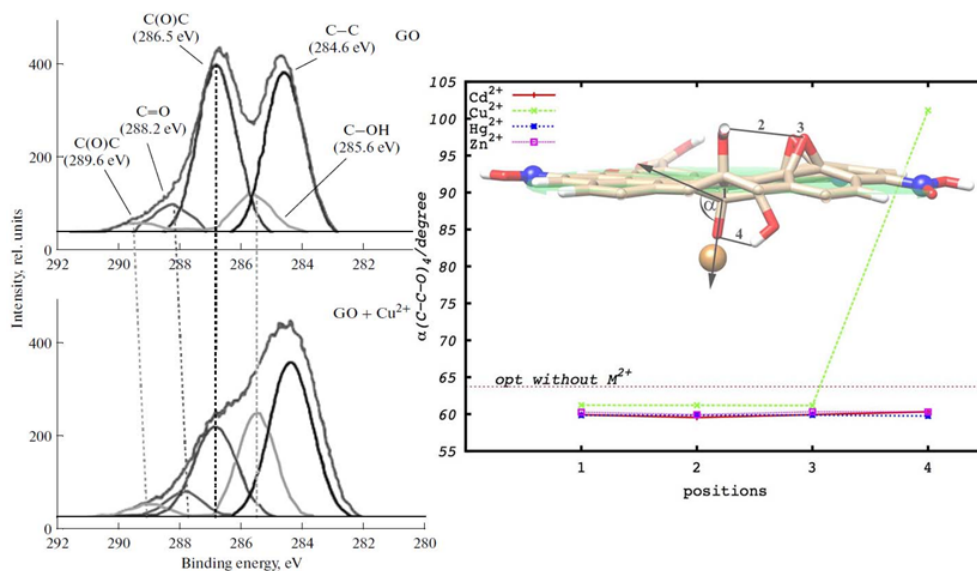 C(O)C
(286.5 eV)
C–C
(284.6 eV)
GO
C=O
(288.2 eV)
C(O)C
(289.6 eV)
C–OH
(285.6 eV)
400
200
0
292 290 288 286 284 282 280
Intensity, rel. units
GO + Cu2+
400
200
0
292 290 288 286 284 282 280
Binding energy, eV
Cd2+
Cu2+
Hg2+
Zn2+
105
100
95
90
85
80
75
70
65
60
55
α(C-C-O)4/degree
2
3
α
4
opt without M2+
1 2 3 4
positions